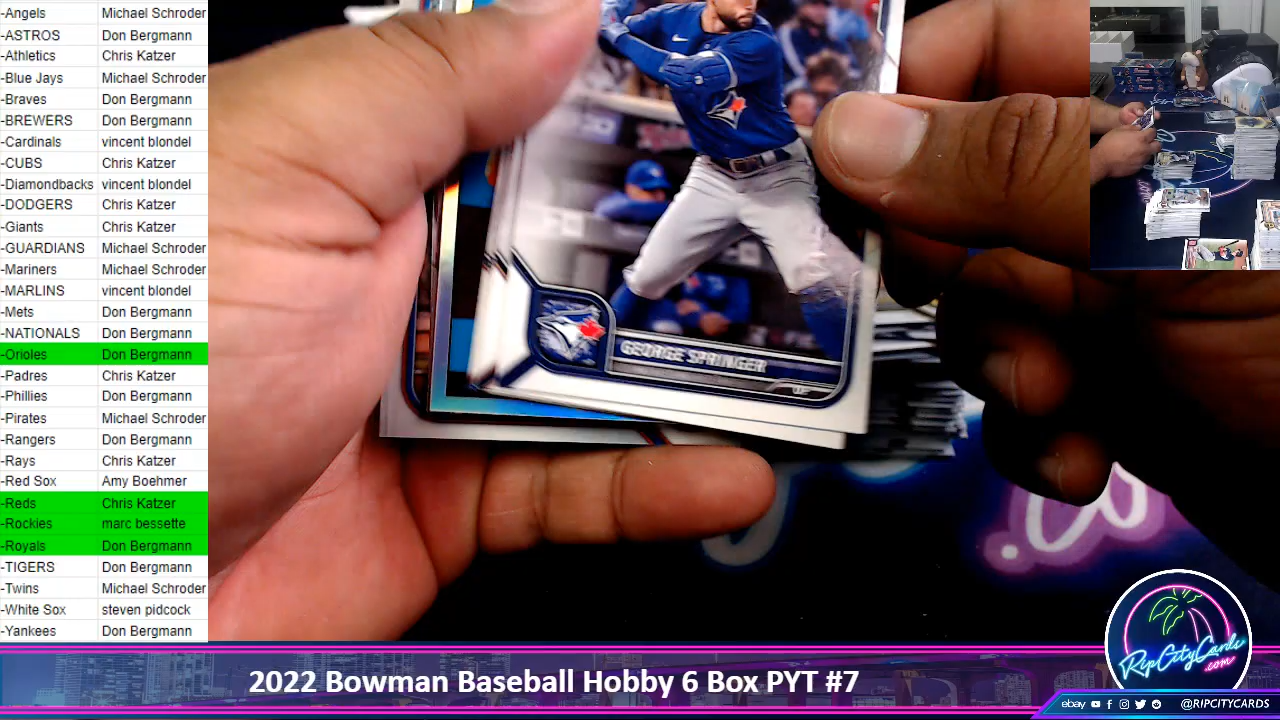 -Angels Michael Schroder
-ASTROS Don Bergmann
-Athletics Chris Katzer
-Blue Jays Michael Schroder
-Braves Don Bergmann
-BREWERS Don Bergmann
-Cardinals vincent blondel
-CUBS Chris Katzer
-Diamondbacks vincent blondel
-DODGERS Chris Katzer
-Giants Chris Katzer
-GUARDIANS Michael Schroder
-Mariners Michael Schroder
-MARLINS vincent blondel
-Mets Don Bergmann
-NATIONALS Don Bergmann
-Orioles Don Bergmann
-Padres Chris Katzer
-Phillies Don Bergmann
-Pirates Michael Schroder
-Rangers Don Bergmann
-Rays Chris Katzer
-Red Sox Amy Boehmer
-Reds Chris Katzer
-Rockies marc bessette
-Royals Don Bergmann
-TIGERS Don Bergmann
-Twins Michael Schroder
-White Sox steven pidcock
-Yankees Don Bergmann
GEORGE SPRINGER
OF
2022 Bowman Baseball Hobby 6 Box PYT #7
RipCityCards
.com
ebay @RIPCITYCARDS